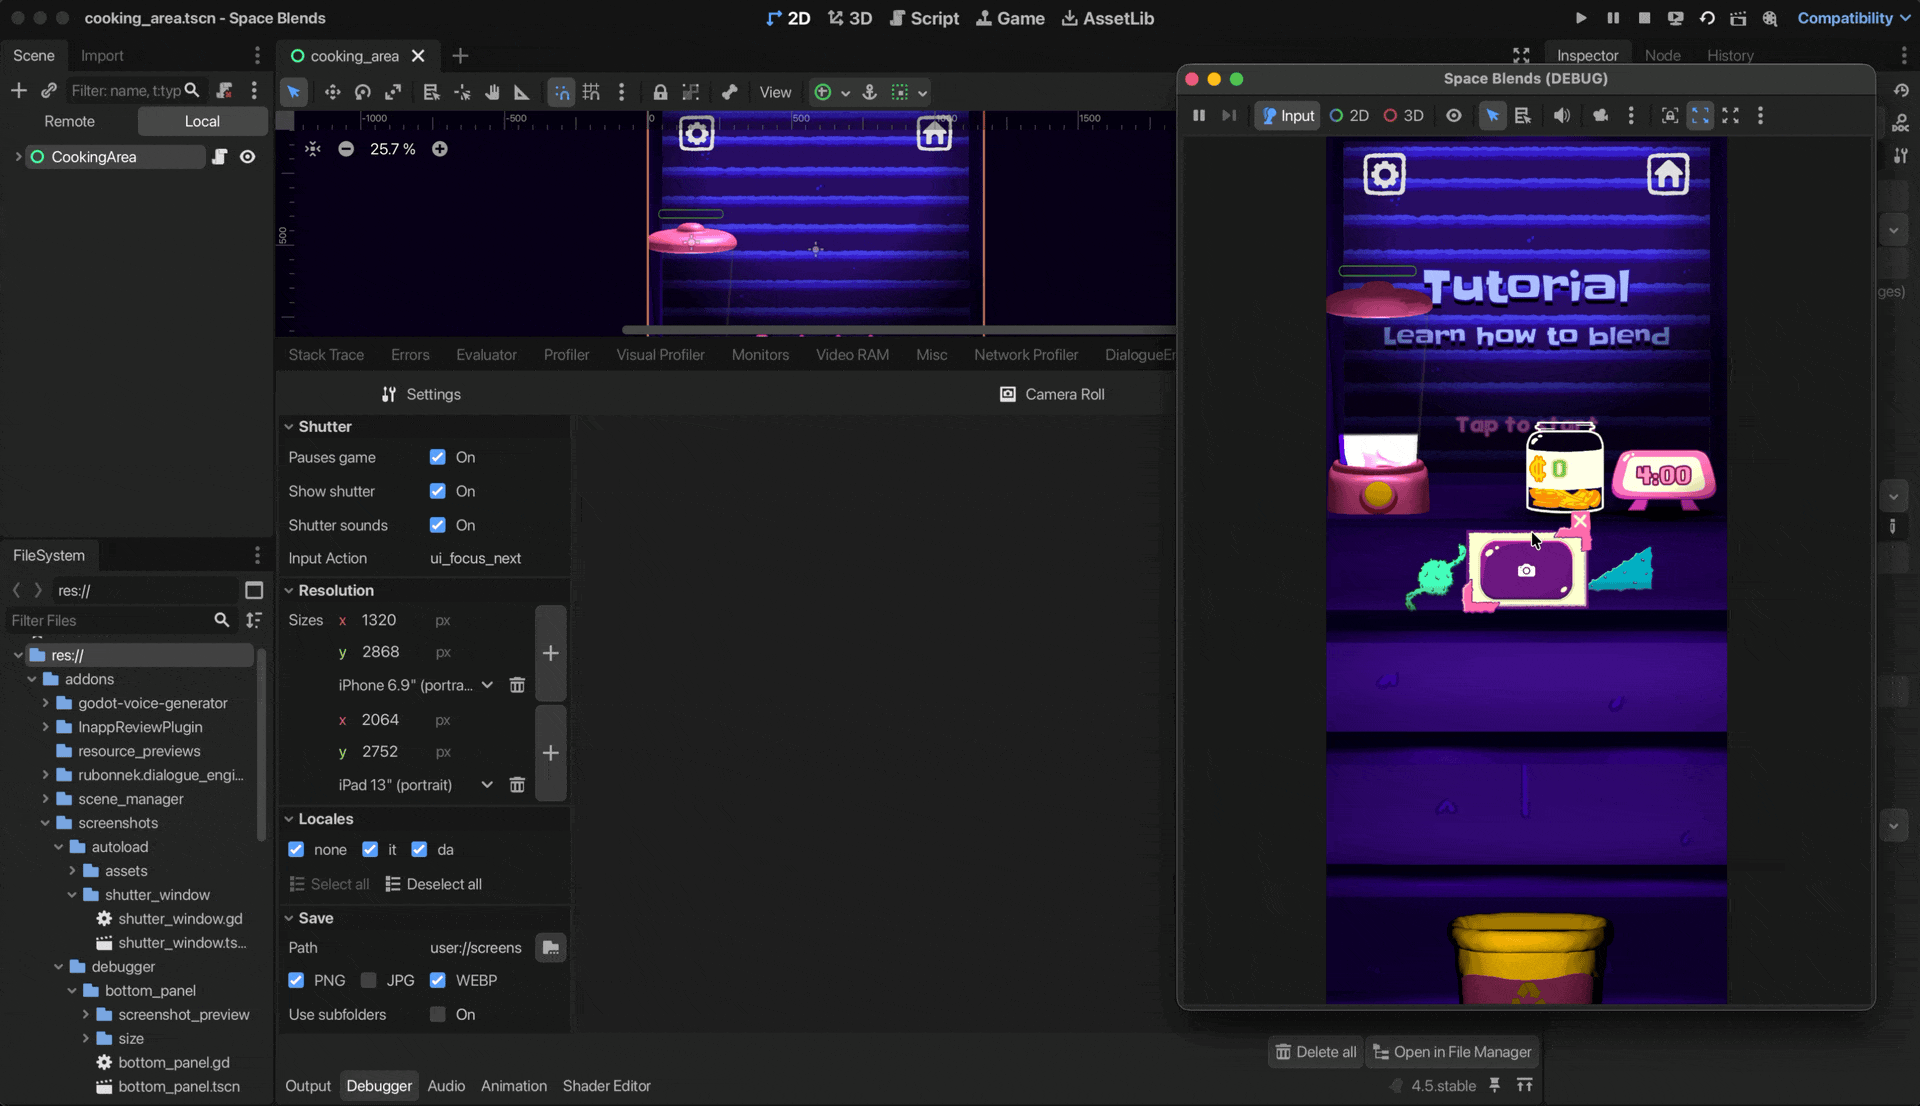 cooking_area.tscn - Space Blends
2D
3D
Script
Game
AssetLib
Compatibility
Scene
Import
cooking_area
Inspector
Node
History
Filter: name, t:typ
View
Remote
Local
CookingArea
-1000
-500
0
500
1500
500
25.7 %
Space Blends (DEBUG)
Input
2D
3D
DOC
ges)
Tutorial
Learn how to blend
0
4:00
Stack Trace
Errors
Evaluator
Profiler
Visual Profiler
Monitors
Video RAM
Misc
Network Profiler
DialogueEn
Settings
Camera Roll
Shutter
Pauses game
On
Show shutter
On
Shutter sounds
On
Input Action
ui_focus_next
Resolution
Sizes
x
1320
px
y
2868
px
iPhone 6.9" (portra...
x
2064
px
y
2752
px
iPad 13" (portrait)
Locales
none
it
da
Select all
Deselect all
Save
Path
user://screens
PNG
JPG
WEBP
Use subfolders
On
FileSystem
res://
Filter Files
res://
addons
godot-voice-generator
InappReviewPlugin
resource_previews
rubonnek.dialogue_engi...
scene_manager
screenshots
autoload
assets
shutter_window
shutter_window.gd
shutter_window.ts...
debugger
bottom_panel
screenshot_preview
size
bottom_panel.gd
bottom_panel.tscn
Delete all
Open in File Manager
Output
Debugger
Audio
Animation
Shader Editor
4.5.stable